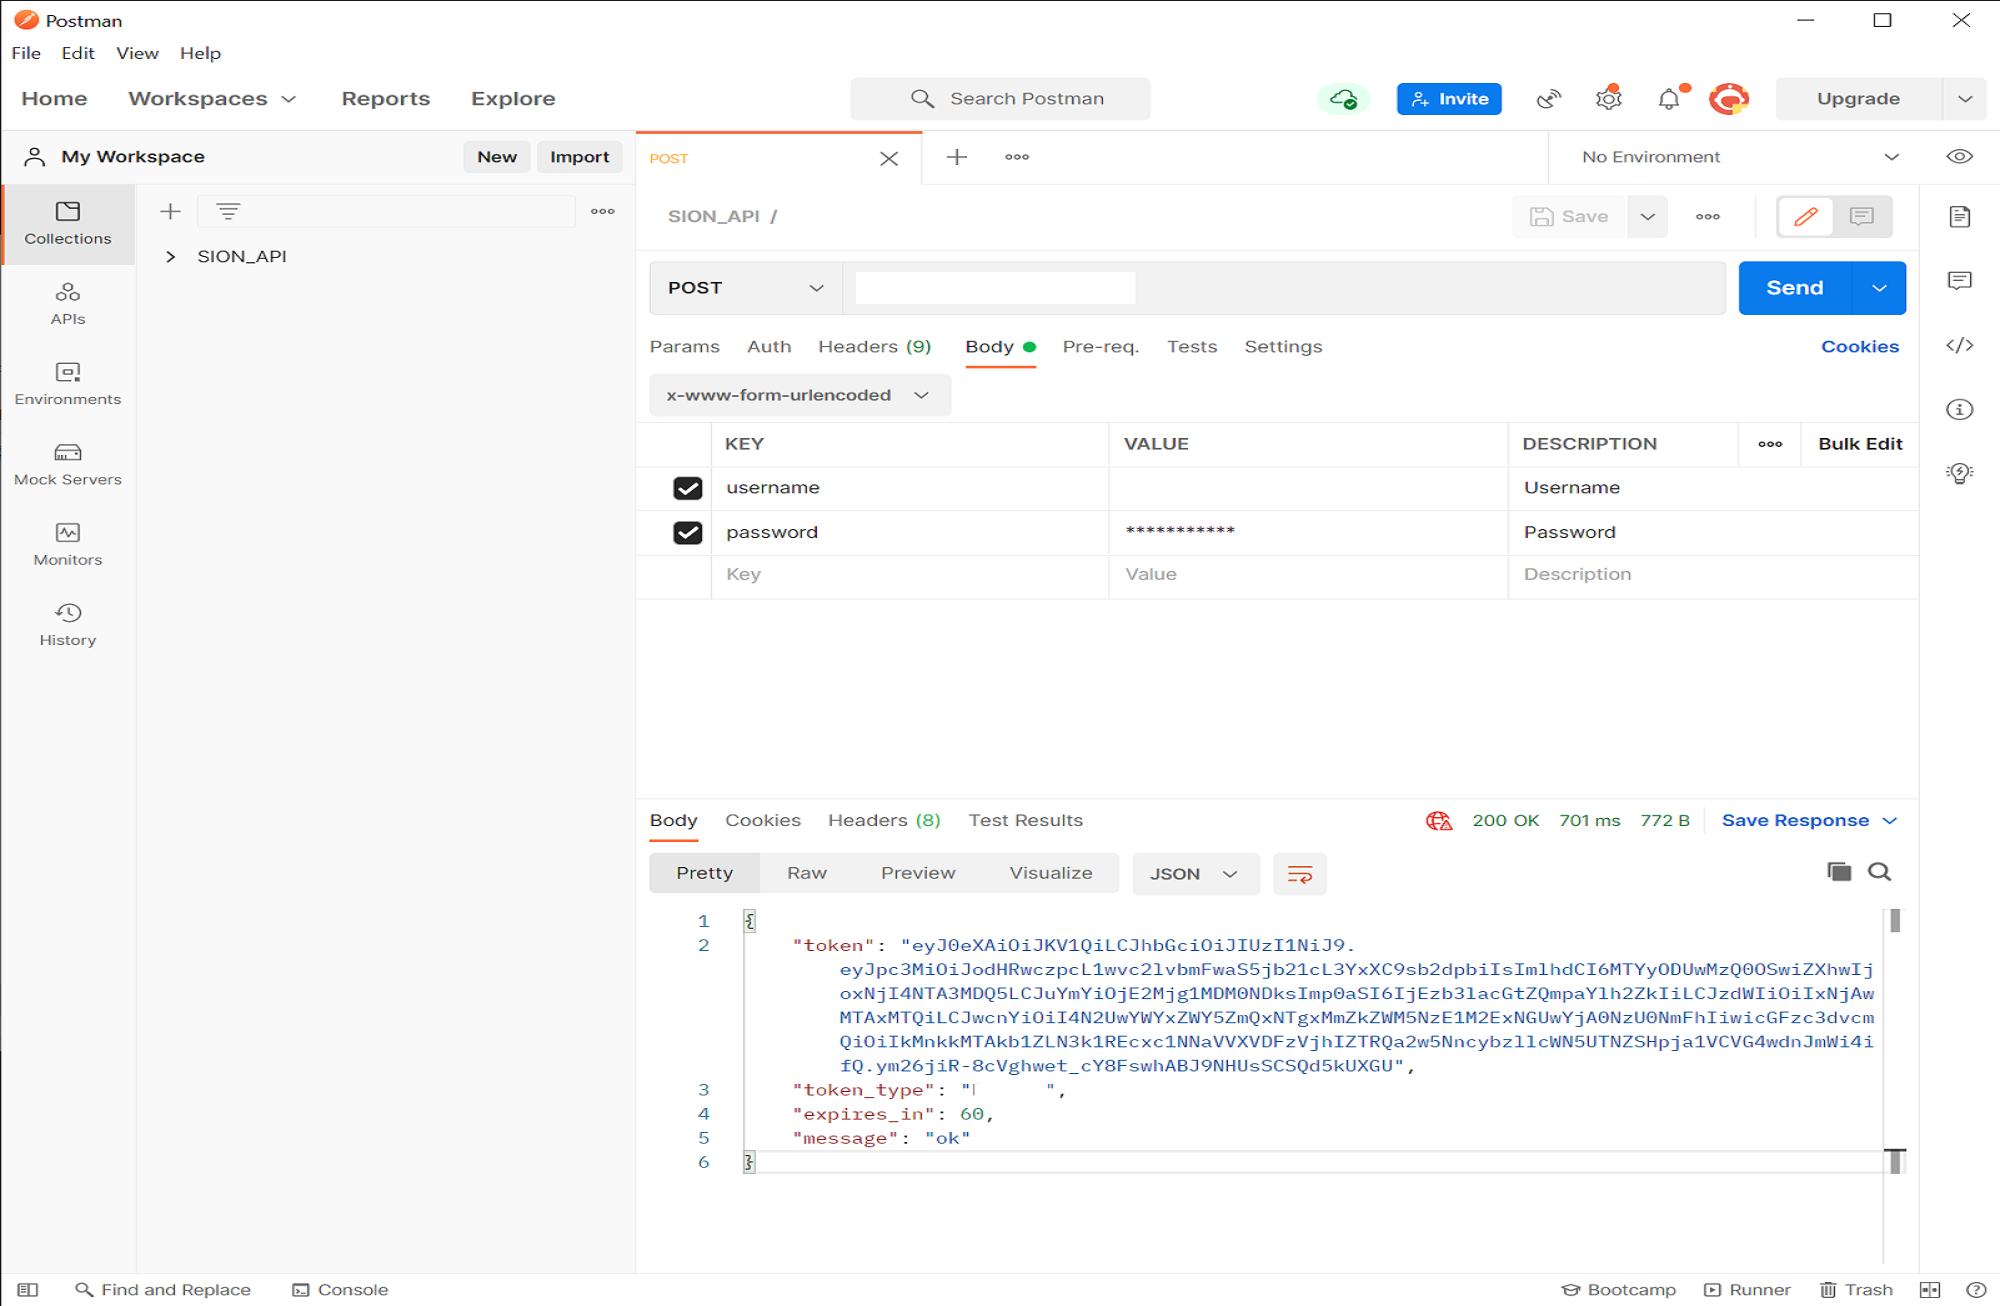 Postman
File Edit View Help
Home Workspaces Reports Explore
Search Postman
Invite
Upgrade
My Workspace
New
Import
POST
No Environment
Collections
APIs
Environments
Mock Servers
Monitors
History
SION_API
SION_API /
Save
POST
Send
Params Auth Headers (9) Body Pre-req. Tests Settings
Cookies
x-www-form-urlencoded
KEY VALUE DESCRIPTION
Bulk Edit
username Username
password *********** Password
Key Value Description
Body Cookies Headers (8) Test Results
200 OK 701 ms 772 B Save Response
Pretty Raw Preview Visualize JSON
1 {
2 "token": "eyJ0eXAiOiJKV1QiLCJhbGciOiJIUzI1NiJ9.
eyJpc3MiOiJodHRwczpcL1wvc2lvbmFwaS5jb21cL3YxXC9sb2dpbiIsImlhdCI6MTYyODUwMzQ0OSwiZXhwIj
oxNjI4NTA3MDQ5LCJuYmYiOjE2Mjg1MDM0NDksImp0aSI6IjEzb3lacGtZQmpaYlh2ZkIiLCJzdWIiOiIxNjAw
MTAxMTQiLCJwcnYiOiI4N2UwYWYxZWY5ZmQxNTgxMmZkZWM5NzE1M2ExNGUwYjA0NzU0NmFhIiwicGFzc3dvcm
QiOiIkMnkkMTAkb1ZLN3k1REcxc1NNaVVXVDFzVjhIZTRQa2w5NncybzllcWN5UTNZSHpja1VCVG4wdnJmWi4i
fQ.ym26jiR-8cVghwet_cY8FswhABJ9NHUsSCSQd5kUXGU",
3 "token_type": " ",
4 "expires_in": 60,
5 "message": "ok"
6 }
Find and Replace Console
Bootcamp Runner Trash